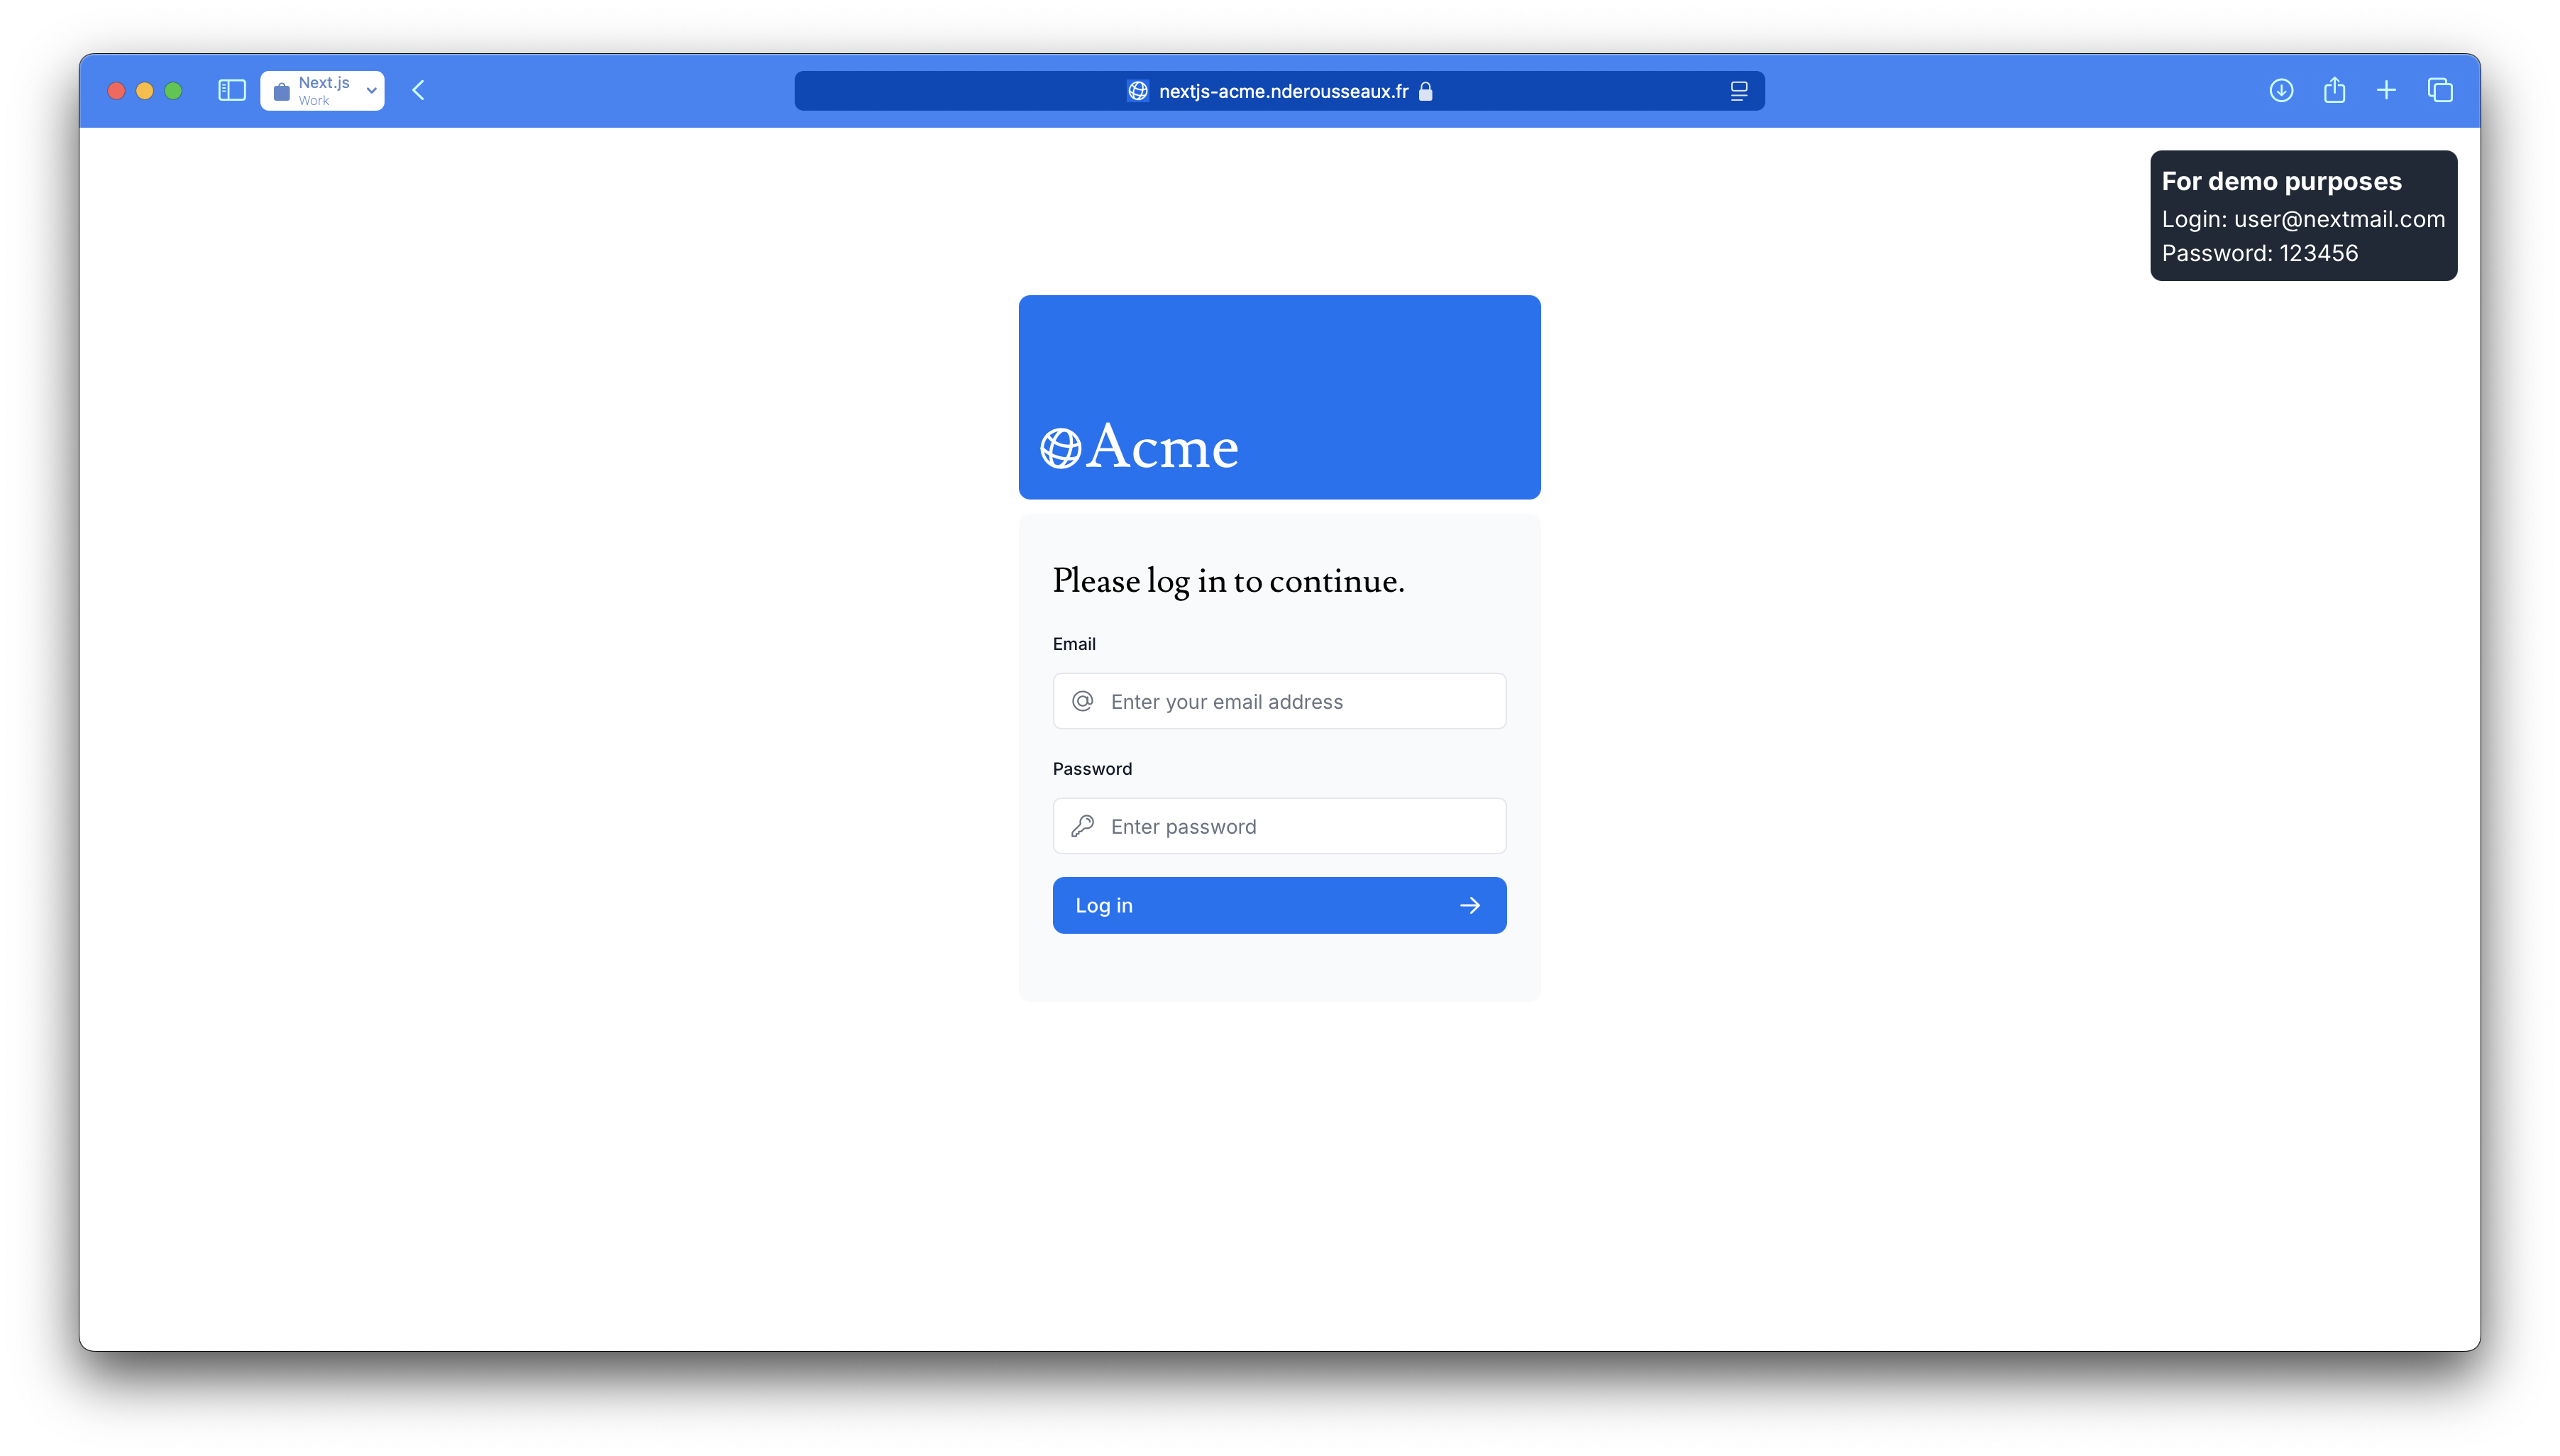 Next.js
Work
nextjs-acme.nderousseaux.fr
For demo purposes
Login: user@nextmail.com
Password: 123456
Acme
Please log in to continue.
Email
Enter your email address
Password
Enter password
Log in